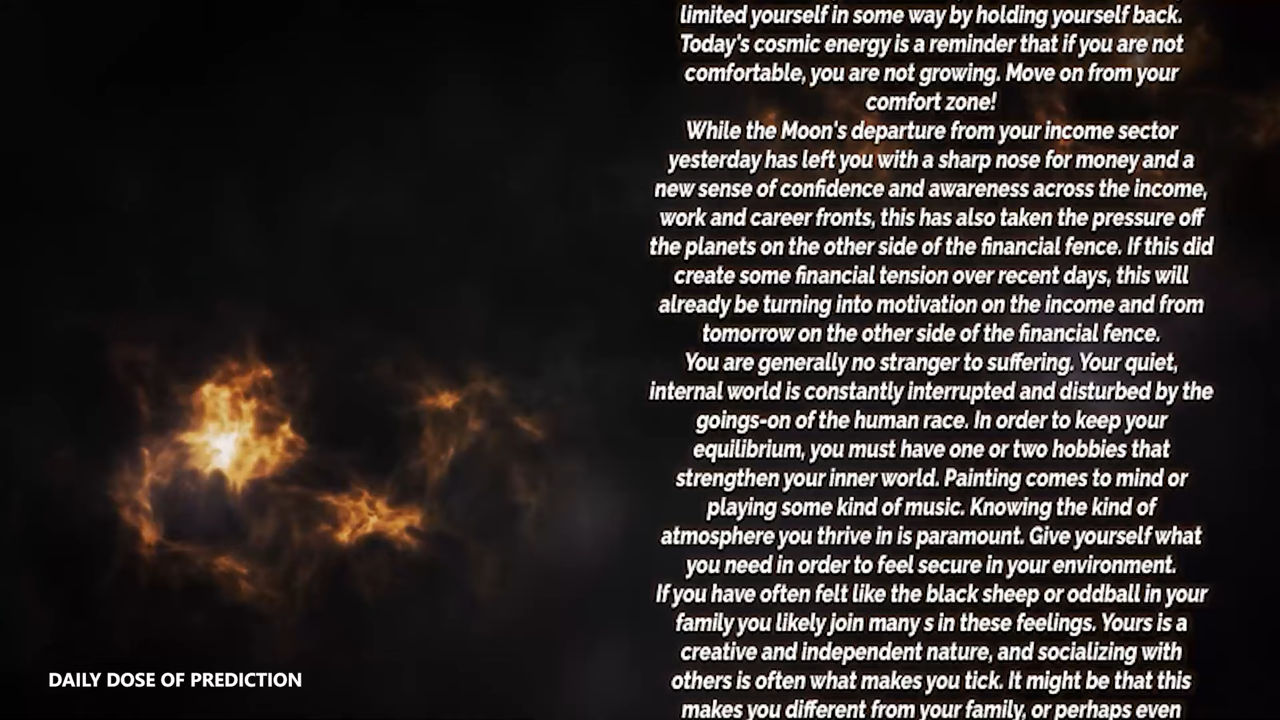 limited yourself in some way by holding yourself back.
Today's cosmic energy is a reminder that if you are not
comfortable, you are not growing. Move on from your
comfort zone!
While the Moon's departure from your income sector
yesterday has left you with a sharp nose for money and a
new sense of confidence and awareness across the income,
work and career fronts, this has also taken the pressure off
the planets on the other side of the financial fence. If this did
create some financial tension over recent days, this will
already be turning into motivation on the income and from
tomorrow on the other side of the financial fence.
You are generally no stranger to suffering. Your quiet,
internal world is constantly interrupted and disturbed by the
goings-on of the human race. In order to keep your
equilibrium, you must have one or two hobbies that
strengthen your inner world. Painting comes to mind or
playing some kind of music. Knowing the kind of
atmosphere you thrive in is paramount. Give yourself what
you need in order to feel secure in your environment.
If you have often felt like the black sheep or oddball in your
family you likely join many s in these feelings. Yours is a
creative and independent nature, and socializing with
others is often what makes you tick. It might be that this
makes you different from your family, or perhaps even
DAILY DOSE OF PREDICTION